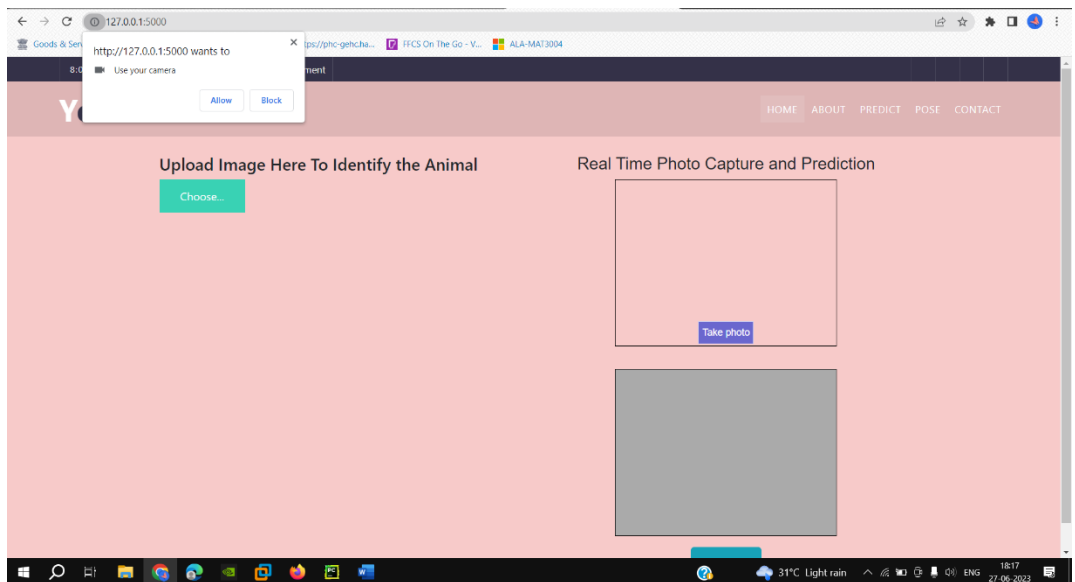 127.0.0.1:5000
Goods & Ser
tps://phc-gehc.ha...
FFCS On The Go - V...
ALA-MAT3004
http://127.0.0.1:5000 wants to
Use your camera
Allow
Block
8:0
ment
Y
HOME
ABOUT
PREDICT
POSE
CONTACT
Upload Image Here To Identify the Animal
Choose...
Real Time Photo Capture and Prediction
Take photo
31°C Light rain
ENG
18:17
27-06-2023